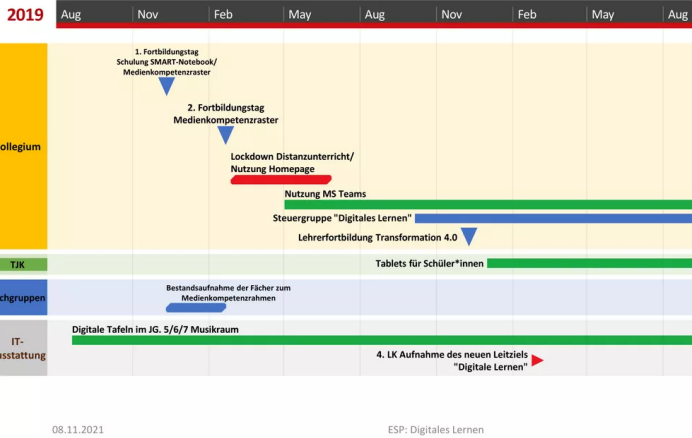 2019
Aug
Nov
Feb
May
Aug
Nov
Feb
May
Aug
1. Fortbildungstag
Schulung SMART-Notebook/
Medienkompetenzraster
2. Fortbildungstag
Medienkompetenzraster
ollegium
Lockdown Distanzunterricht/
Nutzung Homepage
Nutzung MS Teams
Steuergruppe "Digitales Lernen"
Lehrerfortbildung Transformation 4.0
TJK
Tablets für Schüler*innen
chgruppen
Bestandsaufnahme der Fächer zum
Medienkompetenzrahmen
IT-
sstattung
Digitale Tafeln im JG. 5/6/7 Musikraum
4. LK Aufnahme des neuen Leitziels
"Digitale Lernen"
08.11.2021
ESP: Digitales Lernen